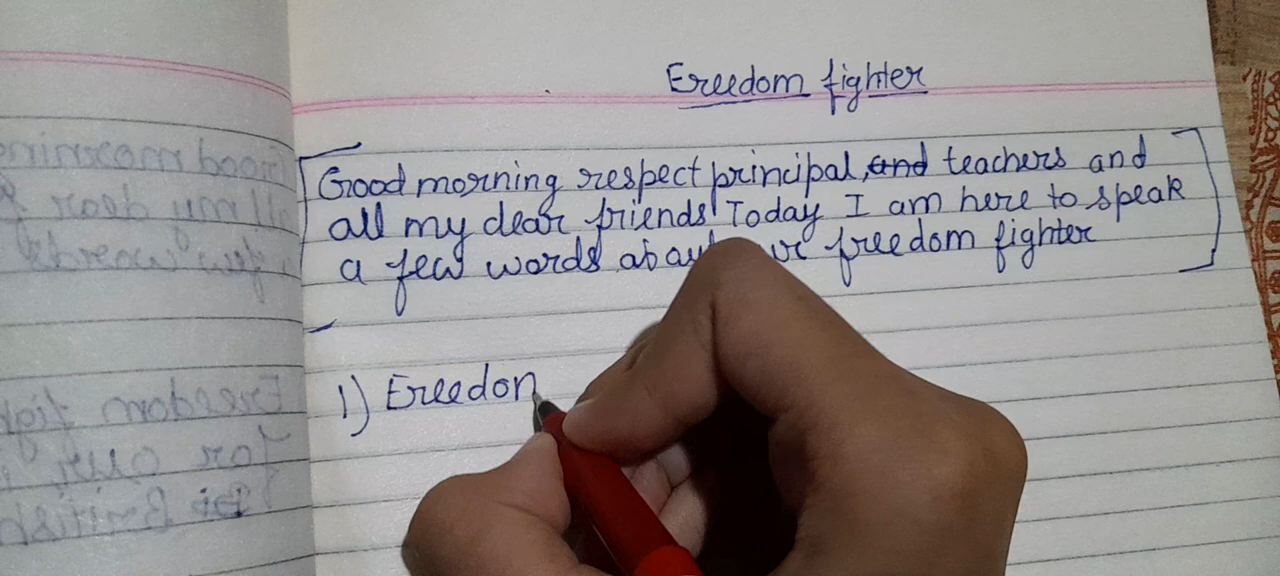 Freedom fighter
Good morning respect principal, and teachers and
all my dear friends Today I am here to speak
a few words about freedom fighter
1) Freedom